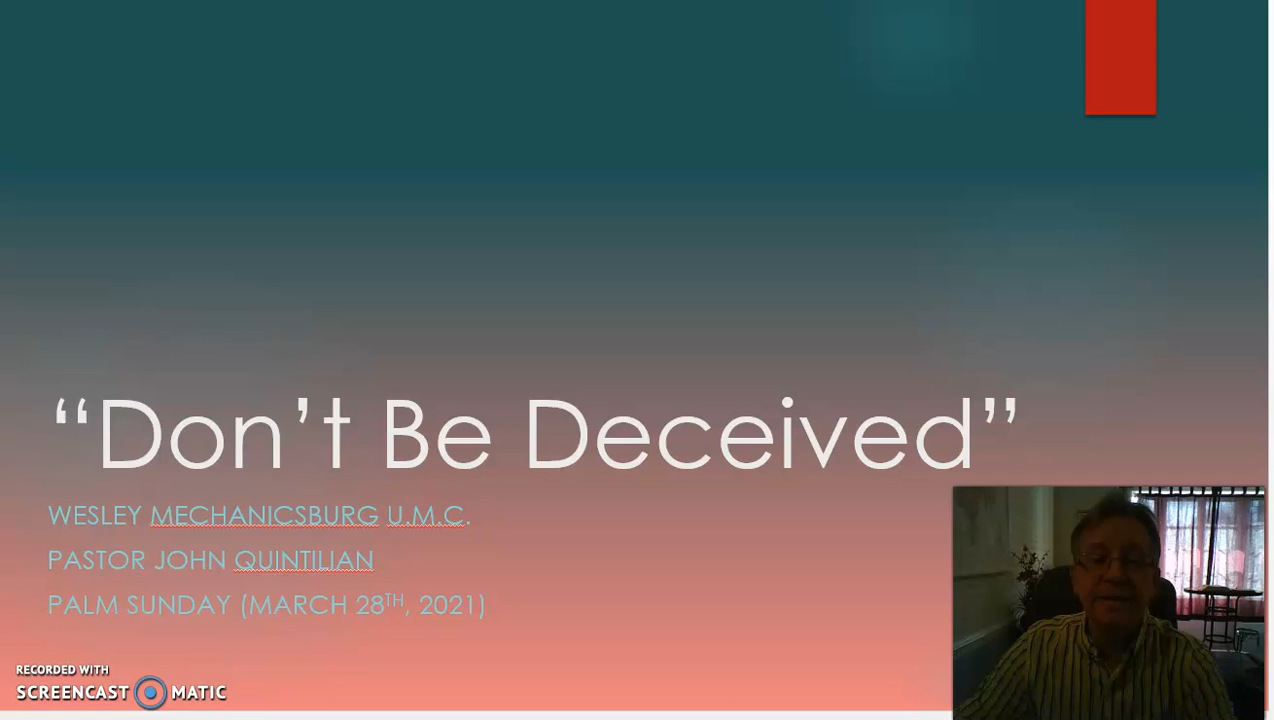 “Don’t Be Deceived”
WESLEY MECHANICSBURG U.M.C.
PASTOR JOHN QUINTILIAN
PALM SUNDAY (MARCH 28TH, 2021)
RECORDED WITH
SCREENCAST MATIC